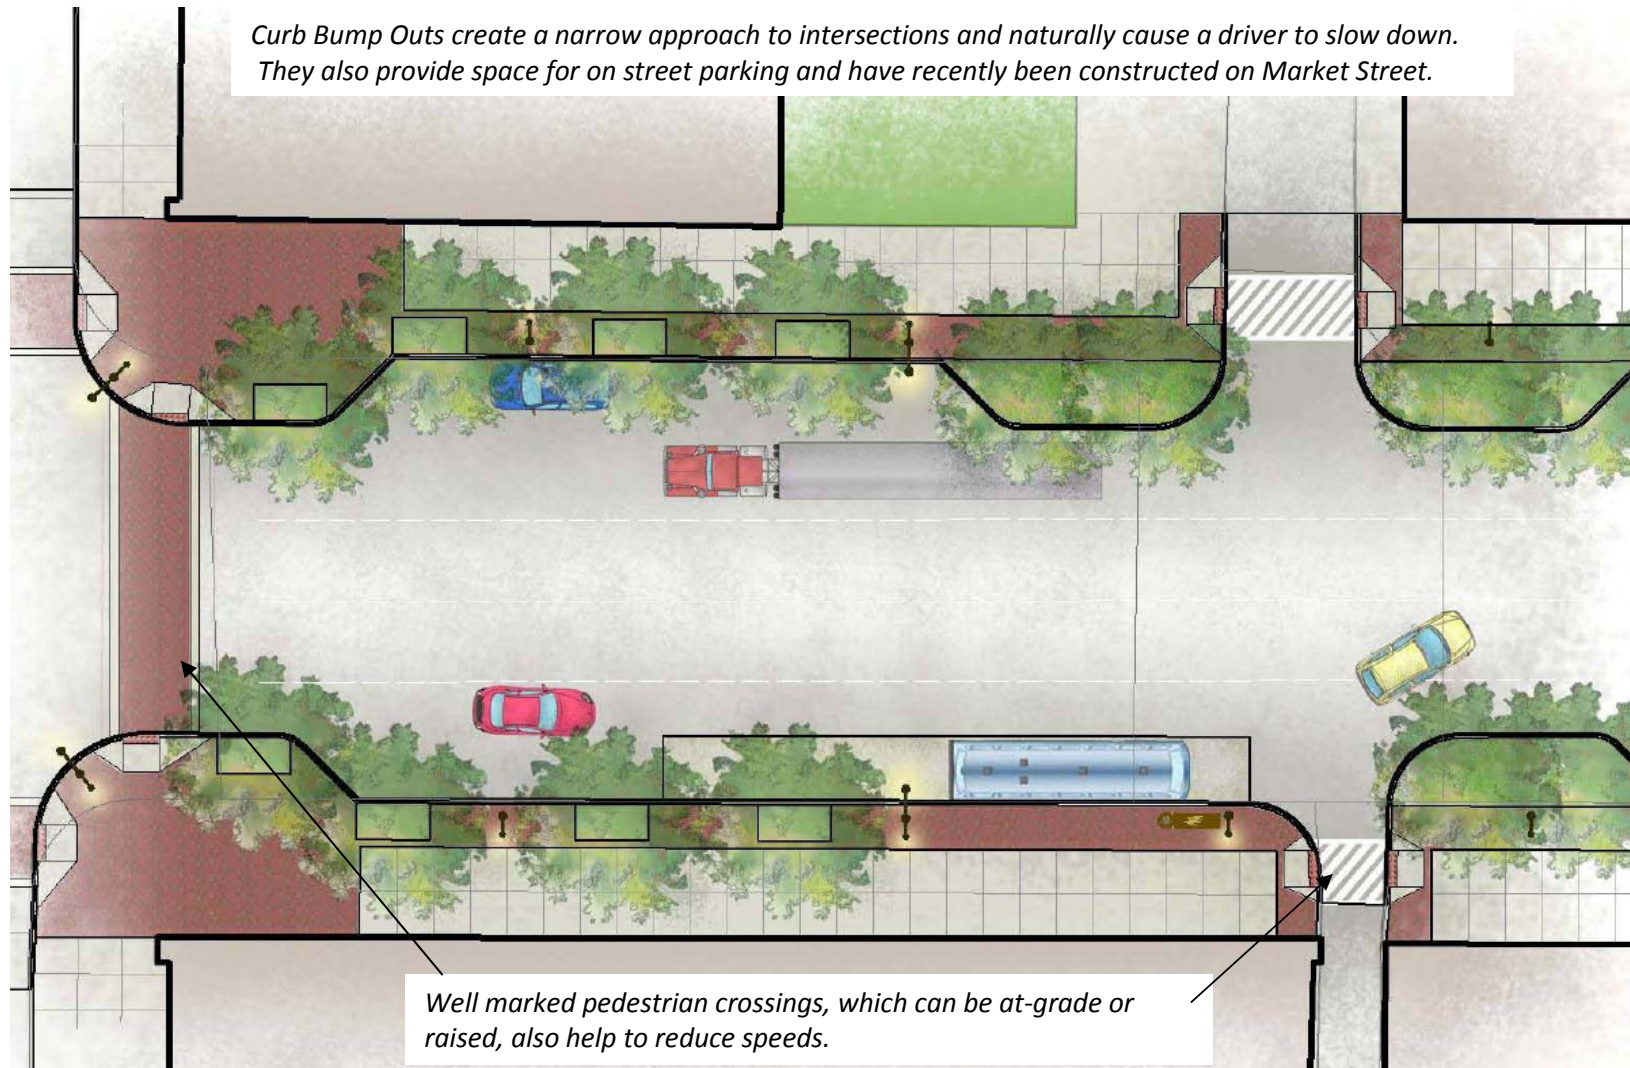 Curb Bump Outs create a narrow approach to intersections and naturally cause a driver to slow down.
They also provide space for on street parking and have recently been constructed on Market Street.
Well marked pedestrian crossings, which can be at-grade or
raised, also help to reduce speeds.